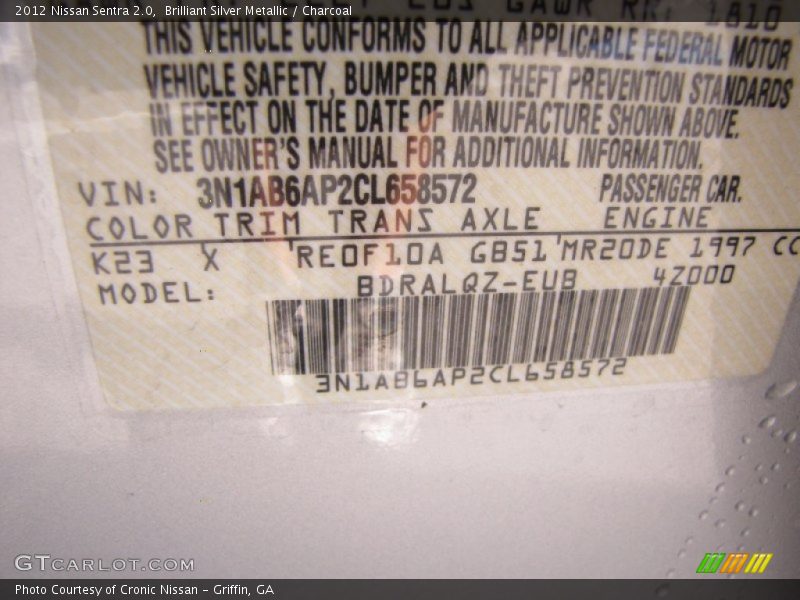 2012 Nissan Sentra 2.0,  Brilliant Silver Metallic / Charcoal
GAWR RR: 1810
THIS VEHICLE CONFORMS TO ALL APPLICABLE FEDERAL MOTOR
VEHICLE SAFETY, BUMPER AND THEFT PREVENTION STANDARDS
IN EFFECT ON THE DATE OF MANUFACTURE SHOWN ABOVE.
SEE OWNER'S MANUAL FOR ADDITIONAL INFORMATION.
VIN: 3N1AB6AP2CL658572 PASSENGER CAR.
COLOR TRIM TRANS AXLE ENGINE
K23 X RE0F10A GB51 MR20DE 1997 CC
MODEL: BDRALQZ-EUB 4Z000
3N1AB6AP2CL658572
GTCARLOT.COM
Photo Courtesy of Cronic Nissan – Griffin, GA